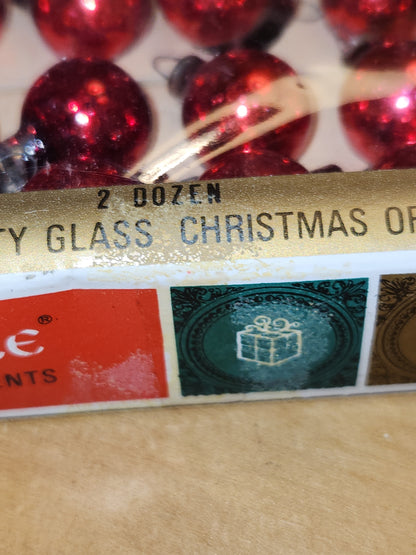 2 DOZEN
TY GLASS CHRISTMAS OR
e®
ENTS